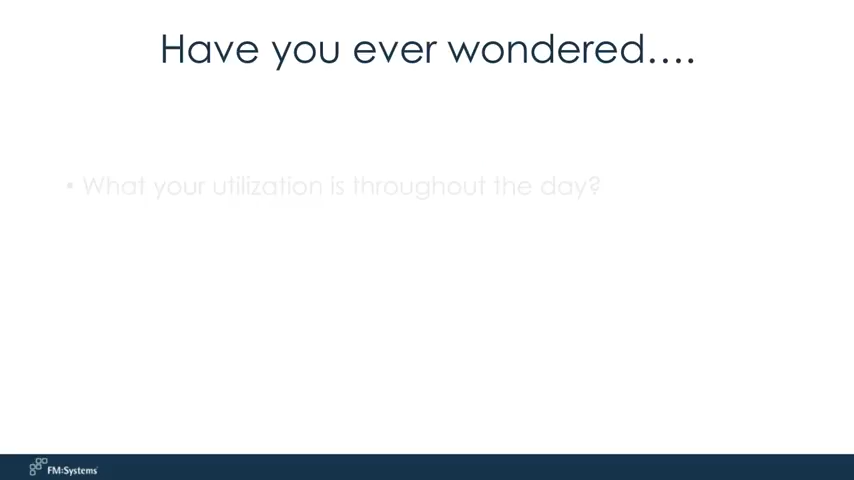 Have you ever wondered....
• What your utilization is throughout the day?
FM:Systems